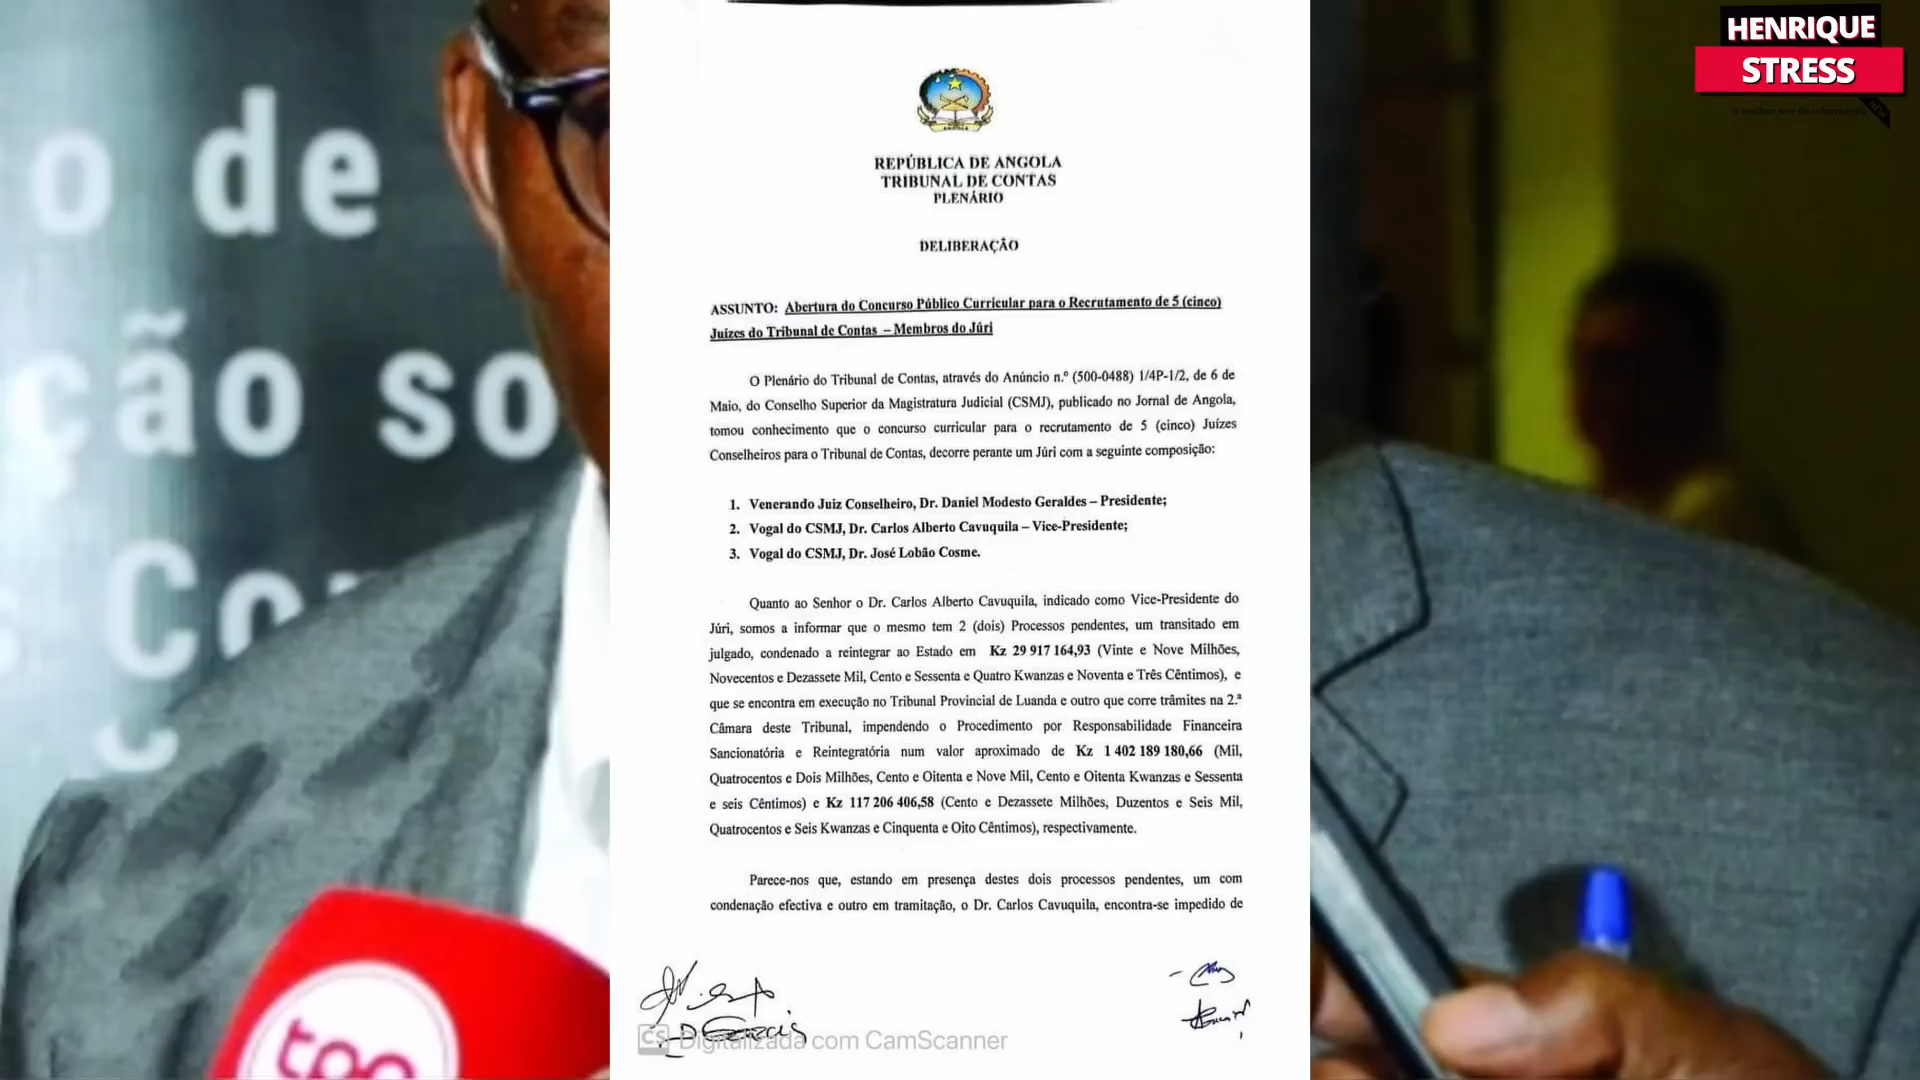 HENRIQUE
STRESS
o melhor site de informação
NEW
o de
ção so
s Co
REPÚBLICA DE ANGOLA
TRIBUNAL DE CONTAS
PLENÁRIO
DELIBERAÇÃO
ASSUNTO: Abertura do Concurso Público Curricular para o Recrutamento de 5 (cinco)
Juízes do Tribunal de Contas – Membros do Júri
O Plenário do Tribunal de Contas, através do Anúncio n.º (500-0488) 1/4P-1/2, de 6 de
Maio, do Conselho Superior da Magistratura Judicial (CSMJ), publicado no Jornal de Angola,
tomou conhecimento que o concurso curricular para o recrutamento de 5 (cinco) Juízes
Conselheiros para o Tribunal de Contas, decorre perante um Júri com a seguinte composição:
1. Venerando Juiz Conselheiro, Dr. Daniel Modesto Geraldes – Presidente;
2. Vogal do CSMJ, Dr. Carlos Alberto Cavuquila – Vice-Presidente;
3. Vogal do CSMJ, Dr. José Lobão Cosme.
Quanto ao Senhor o Dr. Carlos Alberto Cavuquila, indicado como Vice-Presidente do
Júri, somos a informar que o mesmo tem 2 (dois) Processos pendentes, um transitado em
julgado, condenado a reintegrar ao Estado em Kz 29 917 164,93 (Vinte e Nove Milhões,
Novecentos e Dezassete Mil, Cento e Sessenta e Quatro Kwanzas e Noventa e Três Cêntimos), e
que se encontra em execução no Tribunal Provincial de Luanda e outro que corre trâmites na 2.ª
Câmara deste Tribunal, impendendo o Procedimento por Responsabilidade Financeira
Sancionatória e Reintegratória num valor aproximado de Kz 1 402 189 180,66 (Mil,
Quatrocentos e Dois Milhões, Cento e Oitenta e Nove Mil, Cento e Oitenta Kwanzas e Sessenta
e seis Cêntimos) e Kz 117 206 406,58 (Cento e Dezassete Milhões, Duzentos e Seis Mil,
Quatrocentos e Seis Kwanzas e Cinquenta e Oito Cêntimos), respectivamente.
Parece-nos que, estando em presença destes dois processos pendentes, um com
condenação efectiva e outro em tramitação, o Dr. Carlos Cavuquila, encontra-se impedido de
CS Digitalizada com CamScanner
tpa